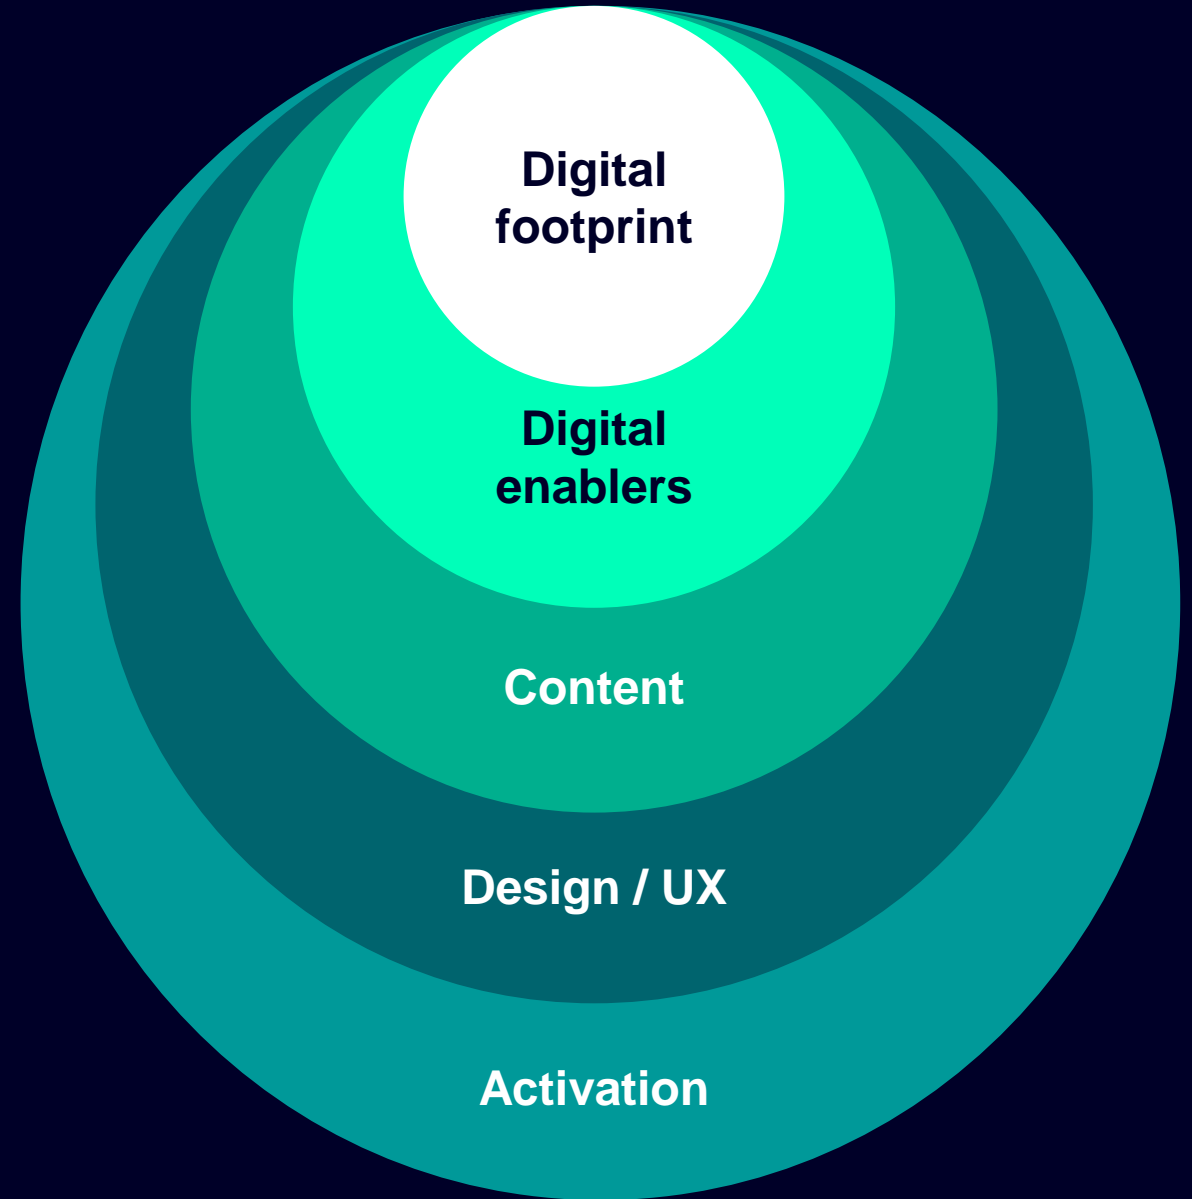 Digital
footprint
Digital
enablers
Content
Design / UX
Activation